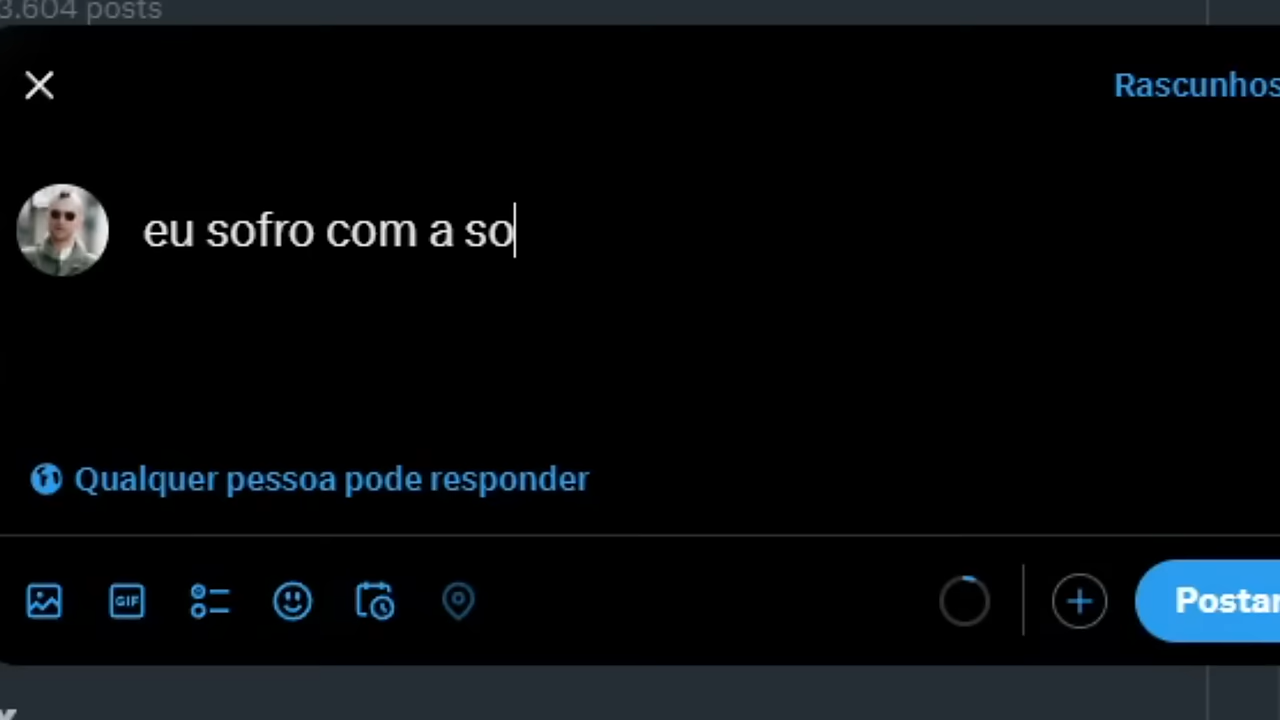 3.604 posts
Rascunhos
eu sofro com a so
Qualquer pessoa pode responder
GIF
Postar